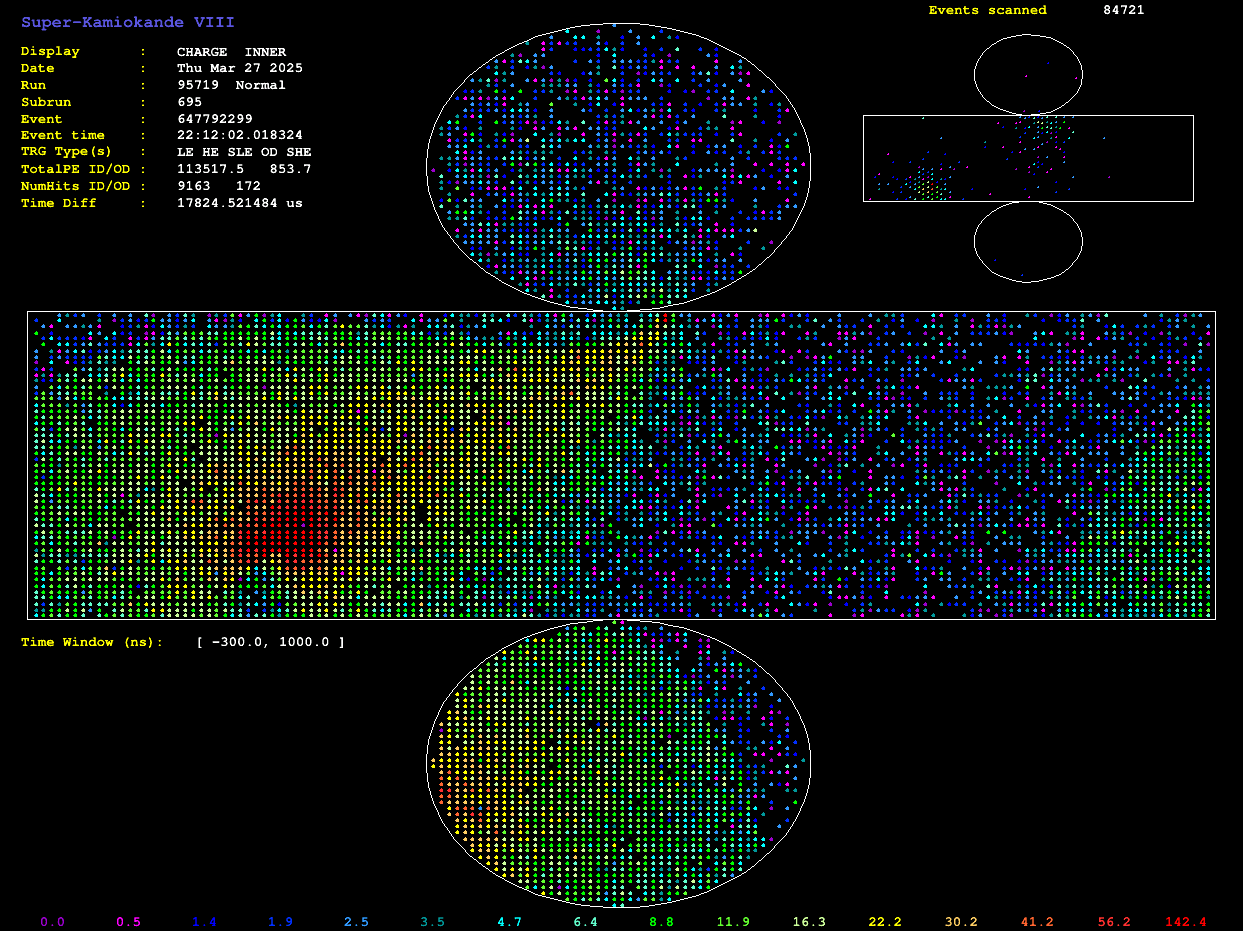 Super-Kamiokande VIII
Events scanned 84721
Display : CHARGE INNER
Date : Thu Mar 27 2025
Run : 95719 Normal
Subrun : 695
Event : 647792299
Event time : 22:12:02.018324
TRG Type(s) : LE HE SLE OD SHE
TotalPE ID/OD : 113517.5 853.7
NumHits ID/OD : 9163 172
Time Diff : 17824.521484 us
Time Window (ns): [ -300.0, 1000.0 ]
0.0 0.5 1.4 1.9 2.5 3.5 4.7 6.4 8.8 11.9 16.3 22.2 30.2 41.2 56.2 142.4